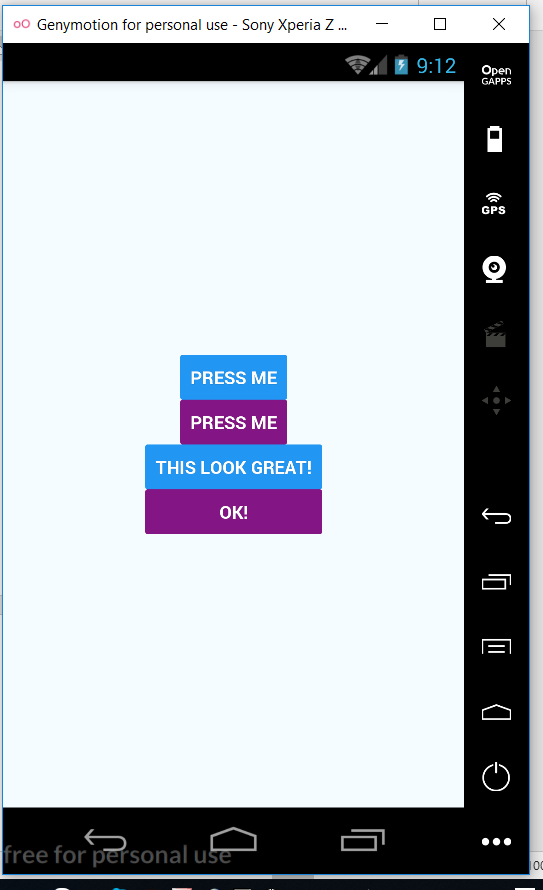 Genymotion for personal use - Sony Xperia Z ...
9:12
Open
GAPPS
GPS
PRESS ME
PRESS ME
THIS LOOK GREAT!
OK!
free for personal use